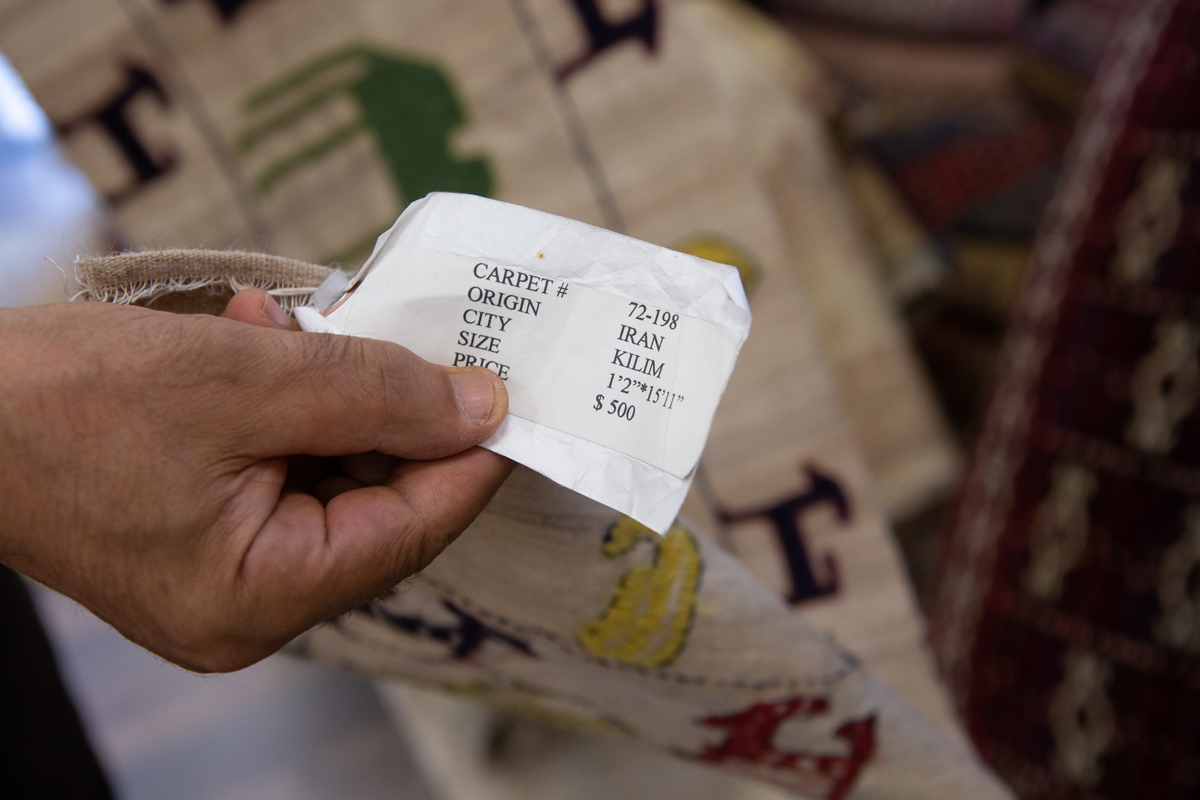 CARPET # 72-198
ORIGIN IRAN
CITY KILIM
SIZE 1'2"*15'11"
PRICE $ 500